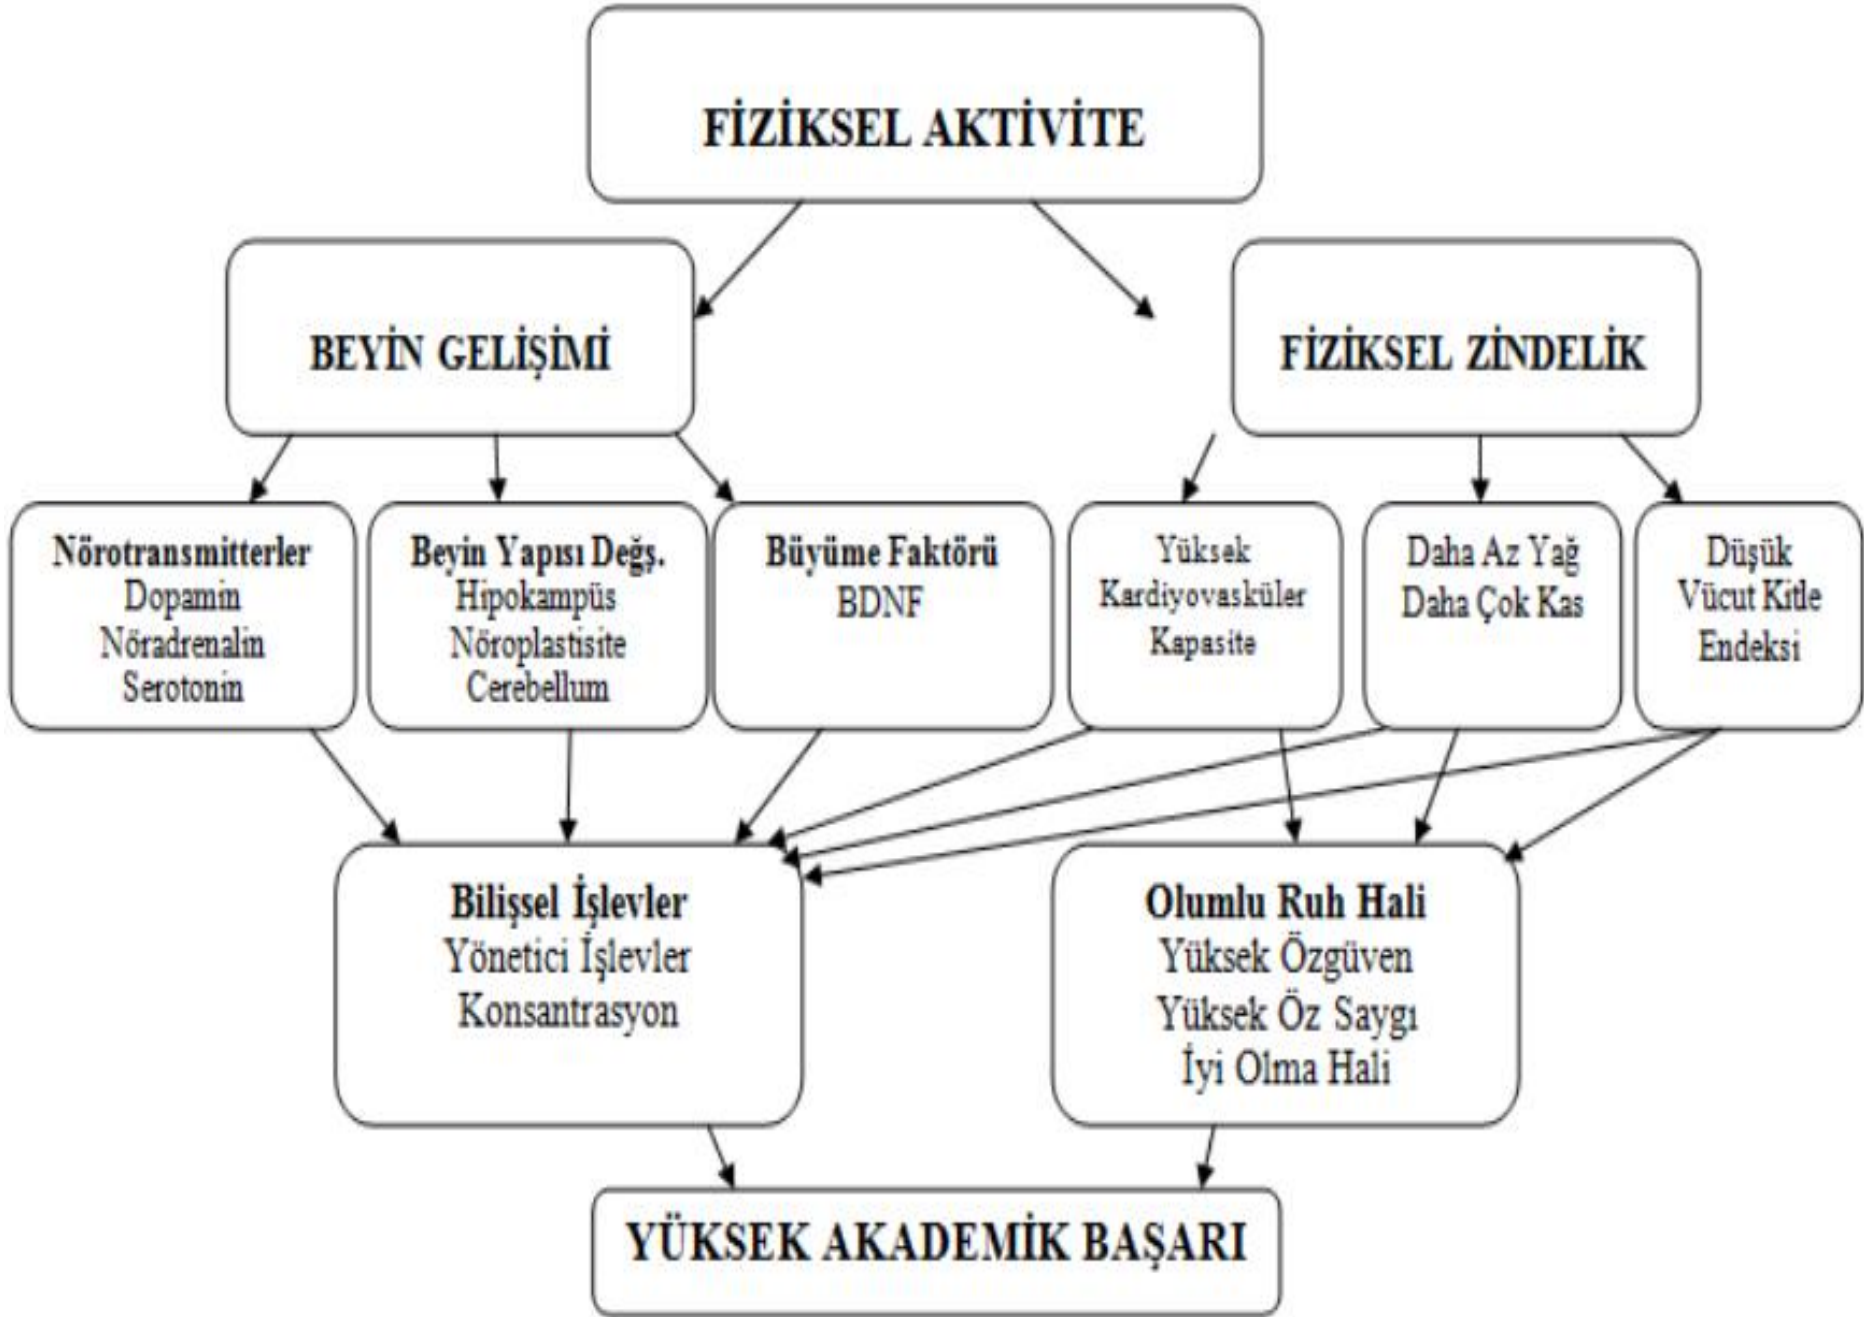 FİZİKSEL AKTİVİTE
BEYİN GELİŞİMİ
FİZİKSEL ZİNDELİK
Nörotransmitterler
Dopamin
Nöradrenalin
Serotonin
Beyin Yapısı Değş.
Hipokampüs
Nöroplastisite
Cerebellum
Büyüme Faktörü
BDNF
Yüksek
Kardiyovasküler
Kapasite
Daha Az Yağ
Daha Çok Kas
Düşük
Vücut Kitle
Endeksi
Bilişsel İşlevler
Yönetici İşlevler
Konsantrasyon
Olumlu Ruh Hali
Yüksek Özgüven
Yüksek Öz Saygı
İyi Olma Hali
YÜKSEK AKADEMİK BAŞARI